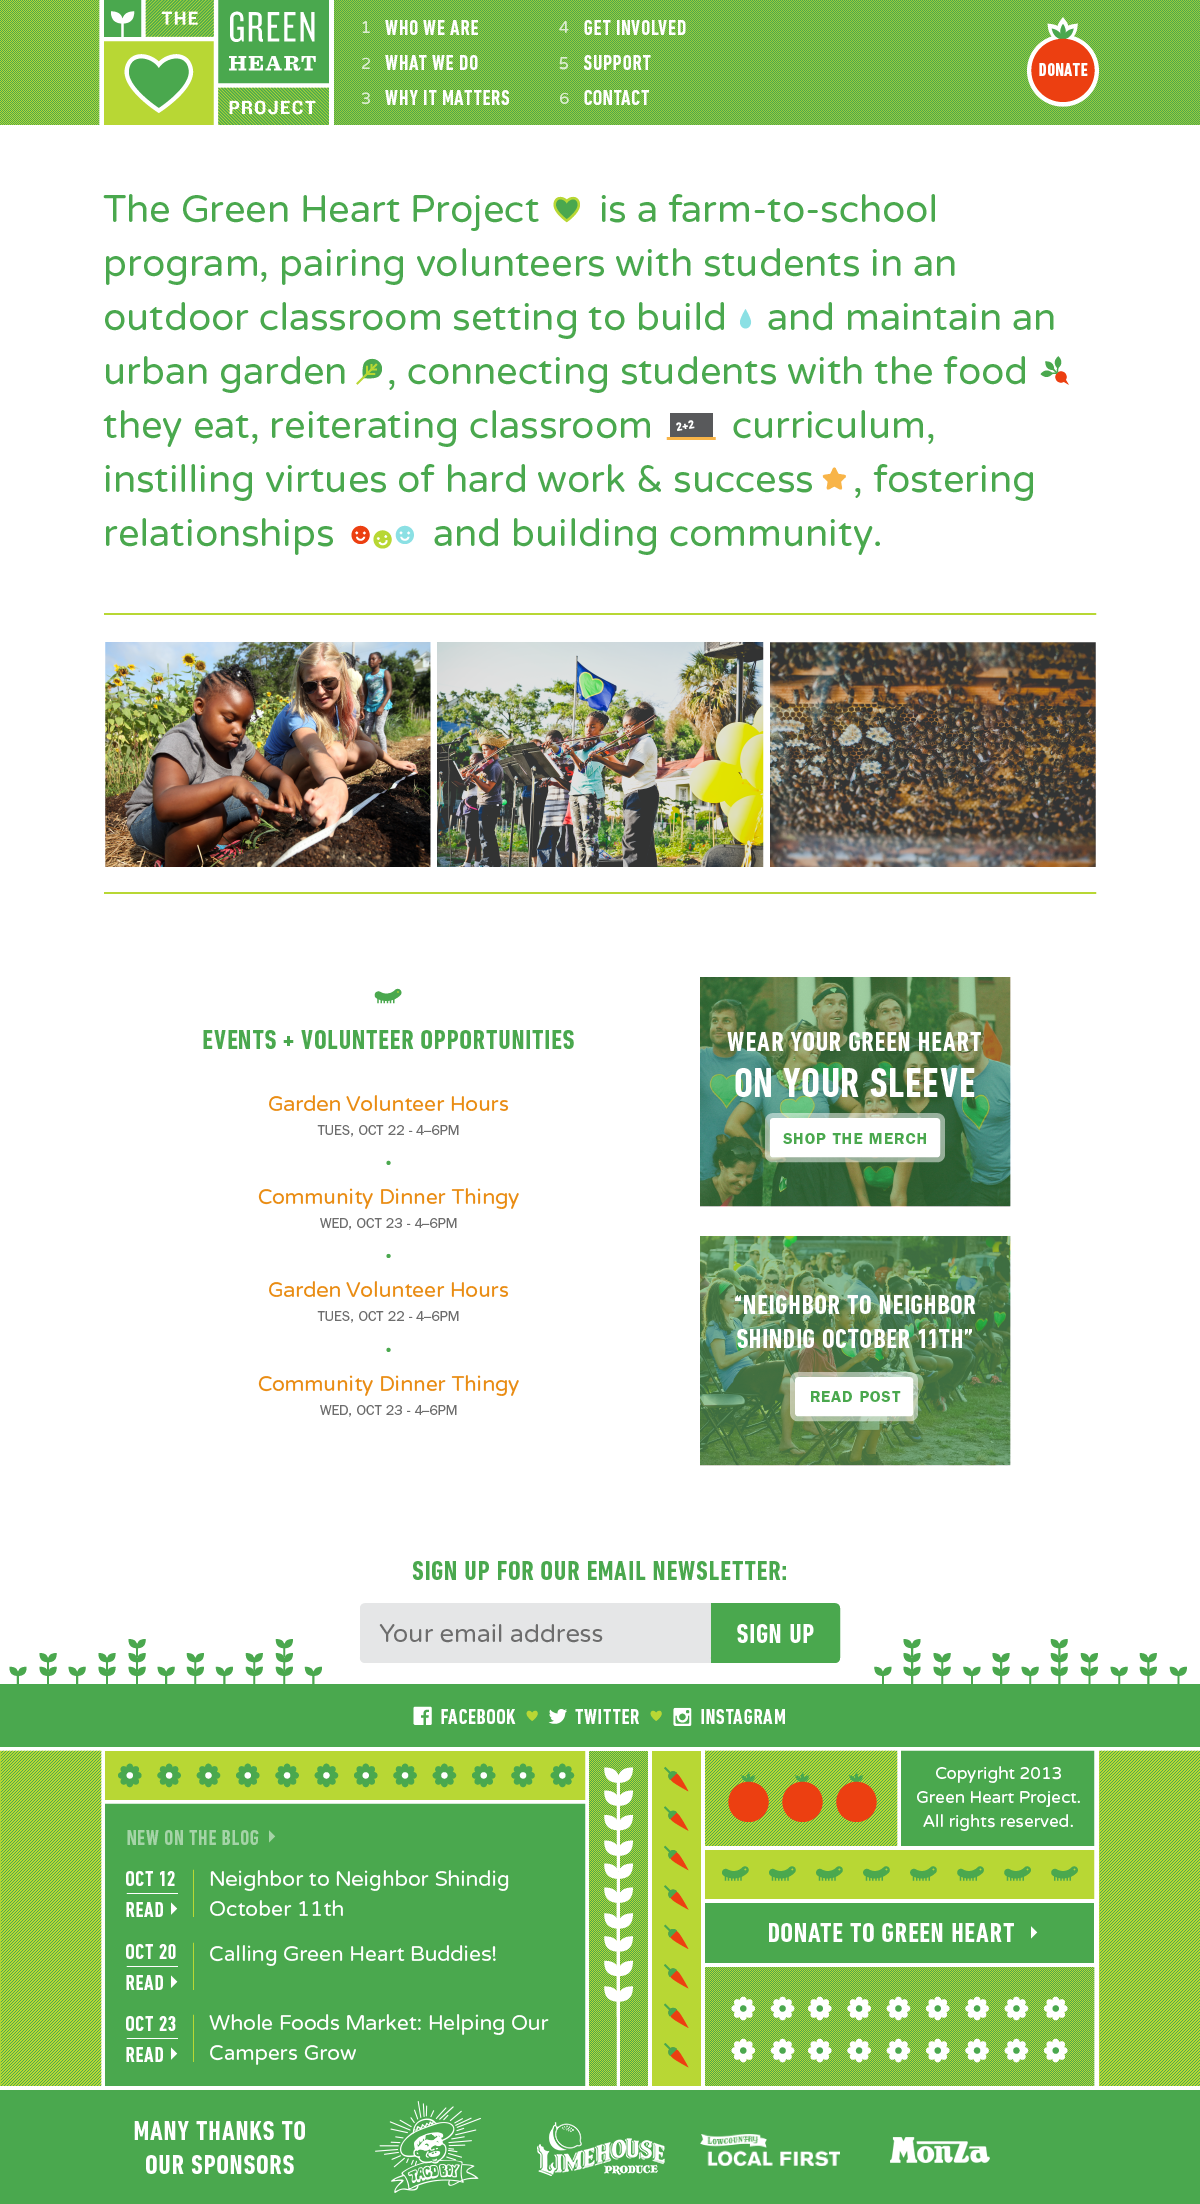 THE
GREEN
HEART
PROJECT
1 WHO WE ARE
2 WHAT WE DO
3 WHY IT MATTERS
4 GET INVOLVED
5 SUPPORT
6 CONTACT
DONATE
The Green Heart Project is a farm-to-school
program, pairing volunteers with students in an
outdoor classroom setting to build and maintain an
urban garden , connecting students with the food
they eat, reiterating classroom 2+2 curriculum,
instilling virtues of hard work & success , fostering
relationships and building community.
EVENTS + VOLUNTEER OPPORTUNITIES
Garden Volunteer Hours
TUES, OCT 22 - 4–6PM
Community Dinner Thingy
WED, OCT 23 - 4–6PM
Garden Volunteer Hours
TUES, OCT 22 - 4–6PM
Community Dinner Thingy
WED, OCT 23 - 4–6PM
WEAR YOUR GREEN HEART
ON YOUR SLEEVE
SHOP THE MERCH
“NEIGHBOR TO NEIGHBOR
SHINDIG OCTOBER 11TH”
READ POST
SIGN UP FOR OUR EMAIL NEWSLETTER:
Your email address
SIGN UP
FACEBOOK TWITTER INSTAGRAM
NEW ON THE BLOG
OCT 12
READ
Neighbor to Neighbor Shindig
October 11th
OCT 20
READ
Calling Green Heart Buddies!
OCT 23
READ
Whole Foods Market: Helping Our
Campers Grow
Copyright 2013
Green Heart Project.
All rights reserved.
DONATE TO GREEN HEART
MANY THANKS TO
OUR SPONSORS
TACO BOY
LIMEHOUSE
PRODUCE
LOWCOUNTRY
LOCAL FIRST
MONZA